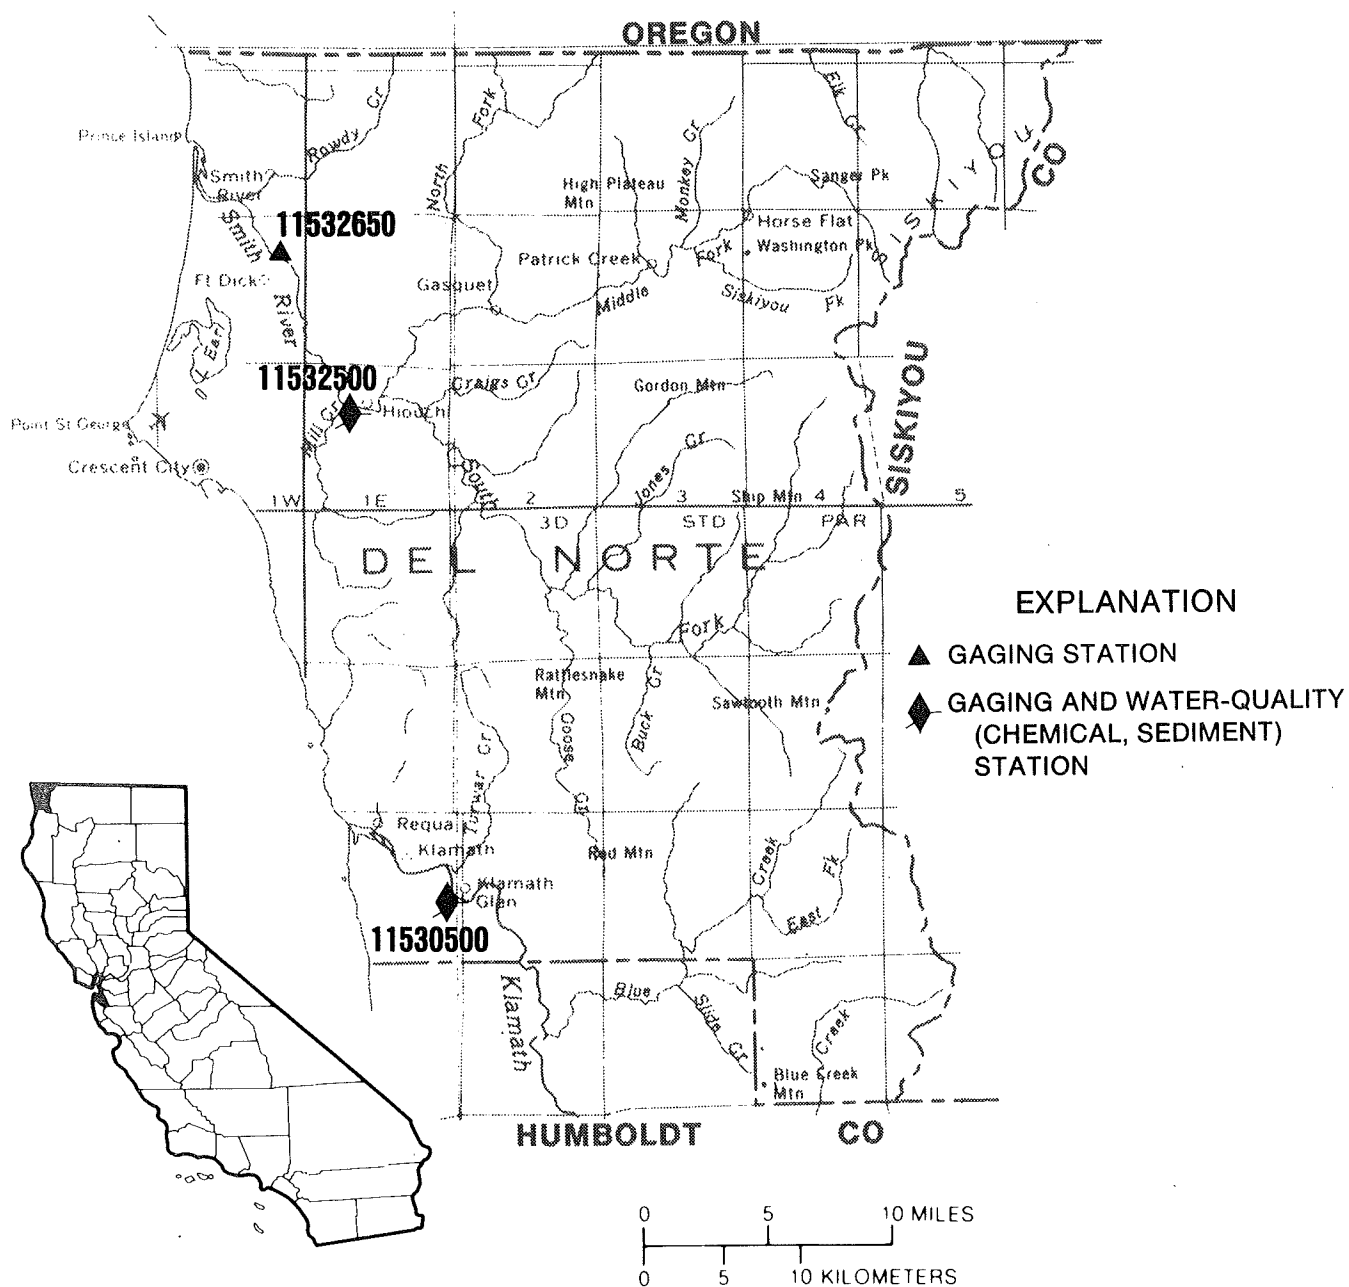 OREGON
Prince Island
Smith
River
Rowdy Cr
North Fork
Monkey Cr
Elk Cr
High Plateau
Mtn
Sanger Pk
SISKIYOU CO
11532650
Smith River
Horse Flat
Washington Pk
Patrick Creek
Fork
Ft Dick
Gasquet
Middle
Siskiyou Fk
L Earl
11532500
Craigs Cr
Gordon Mtn
Hiouchi
Mill Cr
Point St George
Crescent City
South
Jones Cr
Ship Mtn
SISKIYOU
1W 1E 2 3 4 5
3D STD PAR
DEL NORTE
Fork
Rattlesnake
Mtn
Buck Cr
Sawtooth Mtn
Goose Cr
Turwar Cr
Requa
Klamath
Red Mtn
Klamath
Glen
11530500
Creek
East Fk
Klamath
Blue
Slide Cr
Creek
Blue Creek
Mtn
HUMBOLDT CO
EXPLANATION
GAGING STATION
GAGING AND WATER-QUALITY
(CHEMICAL, SEDIMENT)
STATION
0 5 10 MILES
0 5 10 KILOMETERS